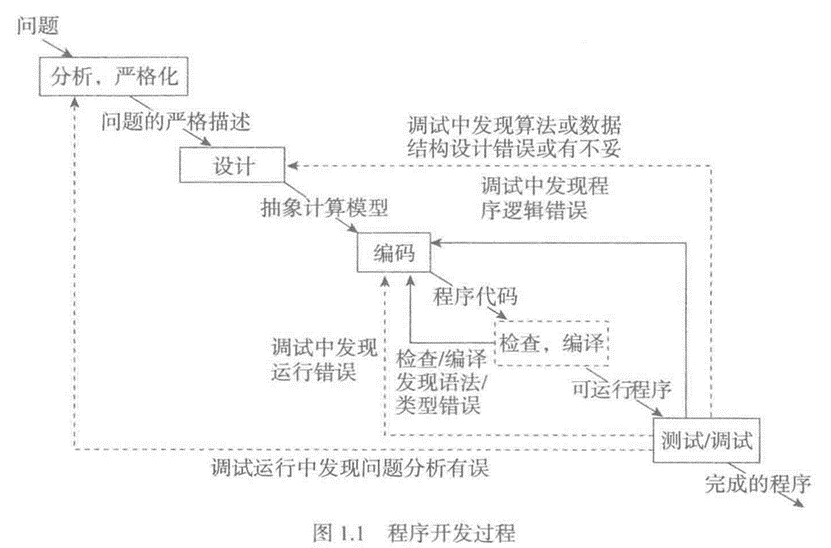 问题
分析，严格化
问题的严格描述
调试中发现算法或数据
结构设计错误或有不妥
设计
调试中发现程
序逻辑错误
抽象计算模型
编码
程序代码
检查，编译
调试中发现
运行错误
检查/编译
发现语法/
类型错误
可运行程序
测试/调试
调试运行中发现问题分析有误
完成的程序
图 1.1 程序开发过程